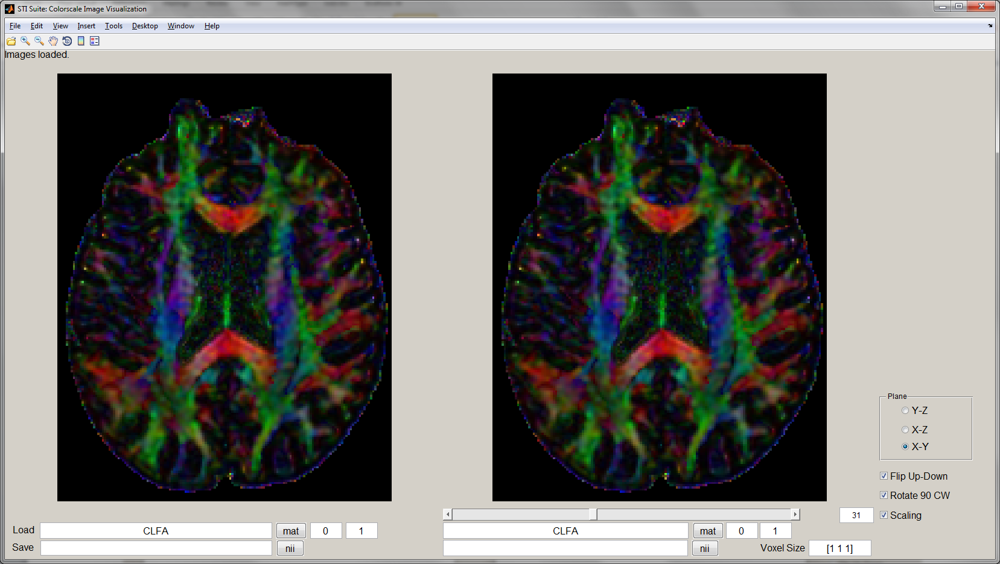 STI Suite: Colorscale Image Visualization
File Edit View Insert Tools Desktop Window Help
Images loaded.
Plane
Y-Z
X-Z
X-Y
Flip Up-Down
Rotate 90 CW
31 Scaling
Load CLFA mat 0 1 CLFA mat 0 1
Save nii nii Voxel Size [1 1 1]